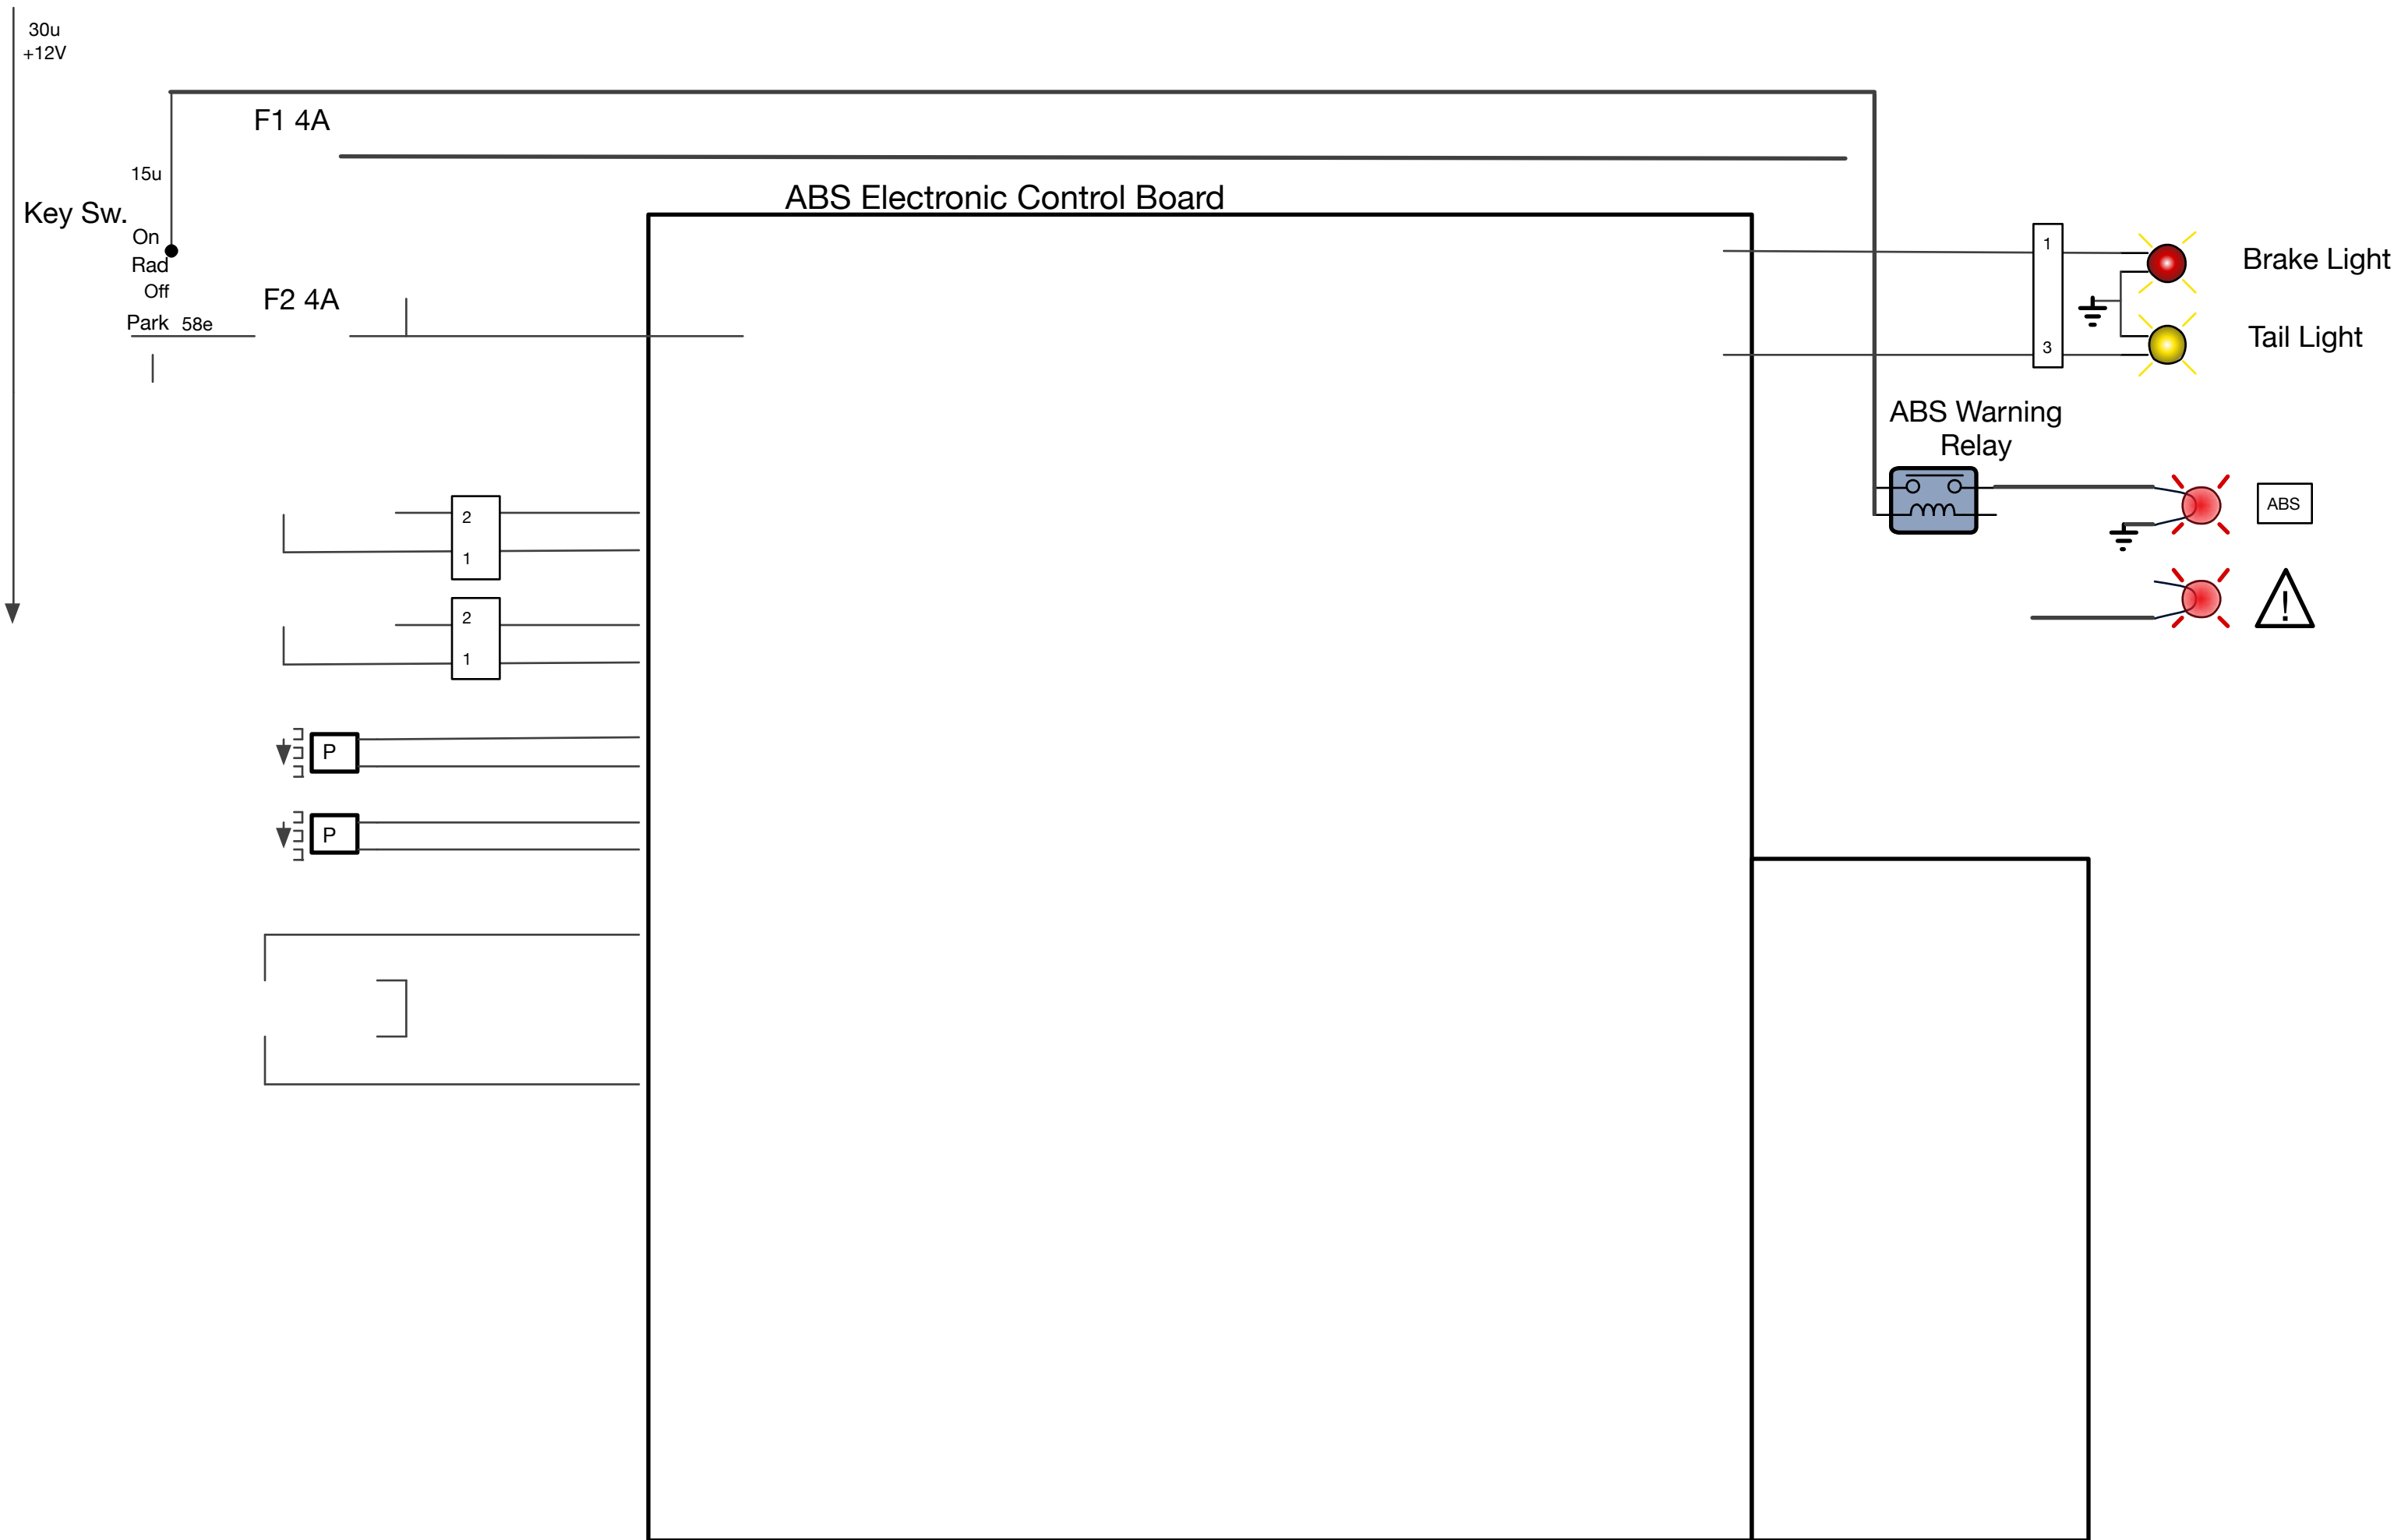 30u
+12V
F1 4A
15u
ABS Electronic Control Board
Key Sw.
On
Rad
Off
F2 4A
Park 58e
1
Brake Light
3
Tail Light
ABS Warning
Relay
ABS
2
1
!
2
1
P
P